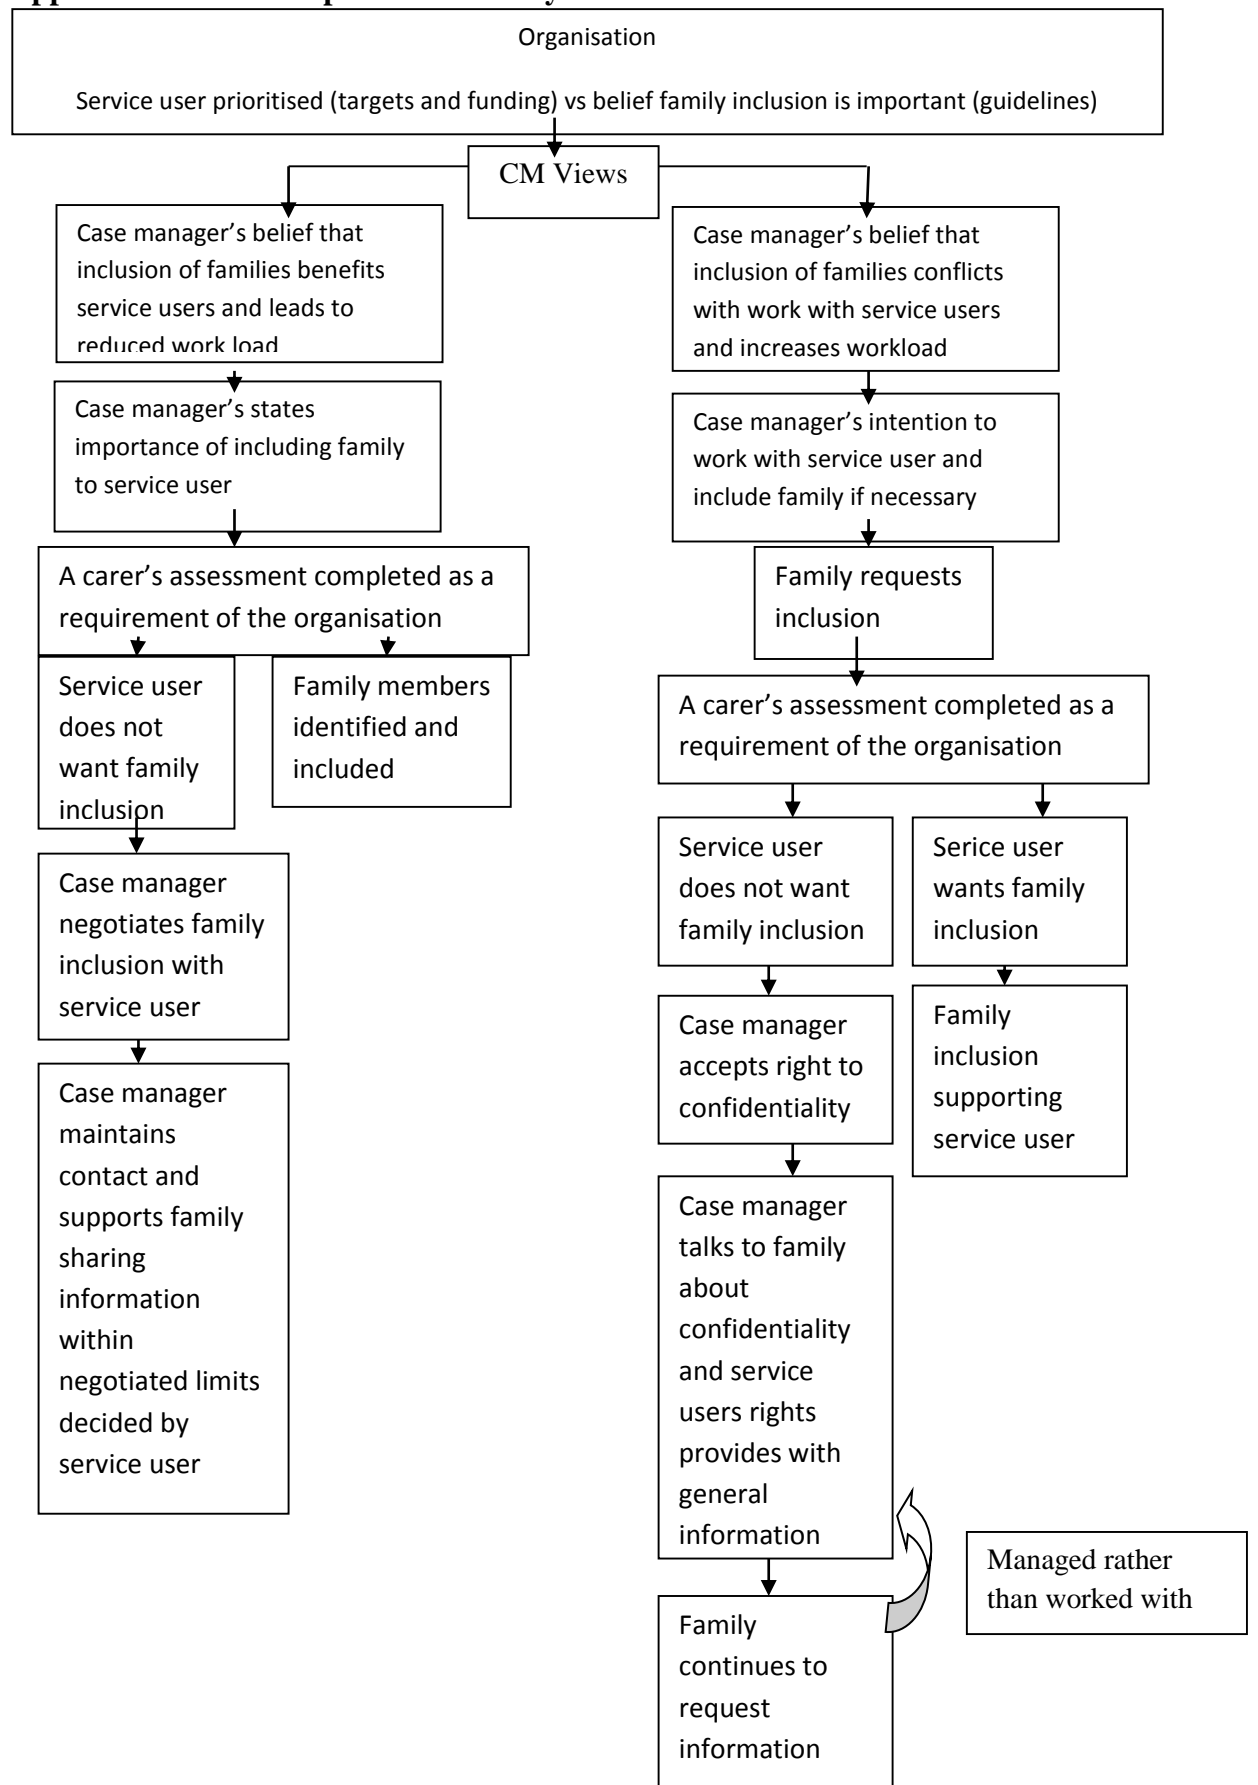 Organisation
Service user prioritised (targets and funding) vs belief family inclusion is important (guidelines)
CM Views
Case manager’s belief that
inclusion of families benefits
service users and leads to
reduced work load
Case manager’s belief that
inclusion of families conflicts
with work with service users
and increases workload
Case manager’s states
importance of including family
to service user
Case manager’s intention to
work with service user and
include family if necessary
A carer’s assessment completed as a
requirement of the organisation
Family requests
inclusion
Service user
does not
want family
inclusion
Family members
identified and
included
A carer’s assessment completed as a
requirement of the organisation
Case manager
negotiates family
inclusion with
service user
Service user
does not want
family inclusion
Serice user
wants family
inclusion
Case manager
maintains
contact and
supports family
sharing
information
within
negotiated limits
decided by
service user
Case manager
accepts right to
confidentiality
Family
inclusion
supporting
service user
Case manager
talks to family
about
confidentiality
and service
users rights
provides with
general
information
Managed rather
than worked with
Family
continues to
request
information